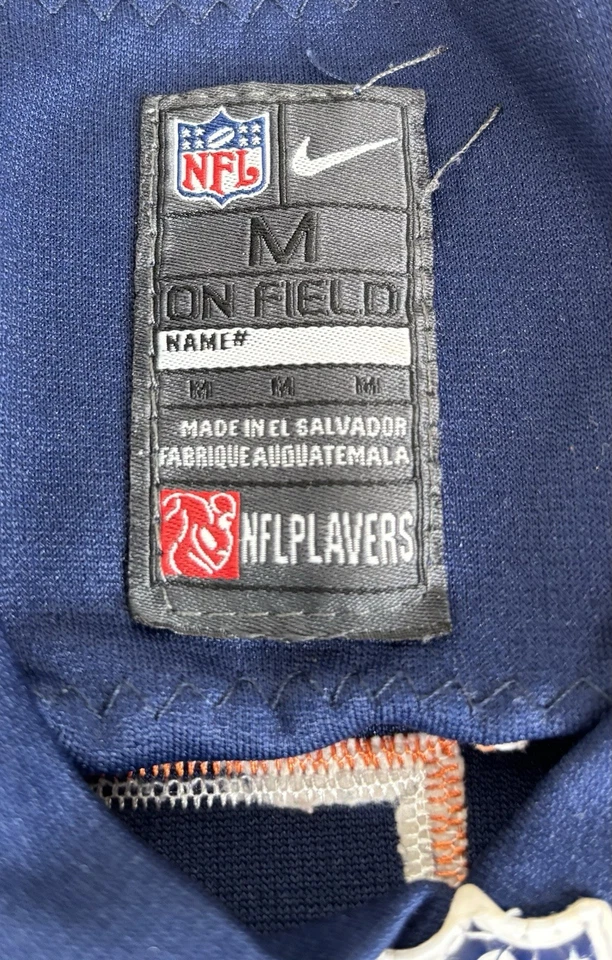 NFL
M
ON FIELD
NAME#
M M M
MADE IN EL SALVADOR
FABRIQUE AU GUATEMALA
NFLPLAYERS